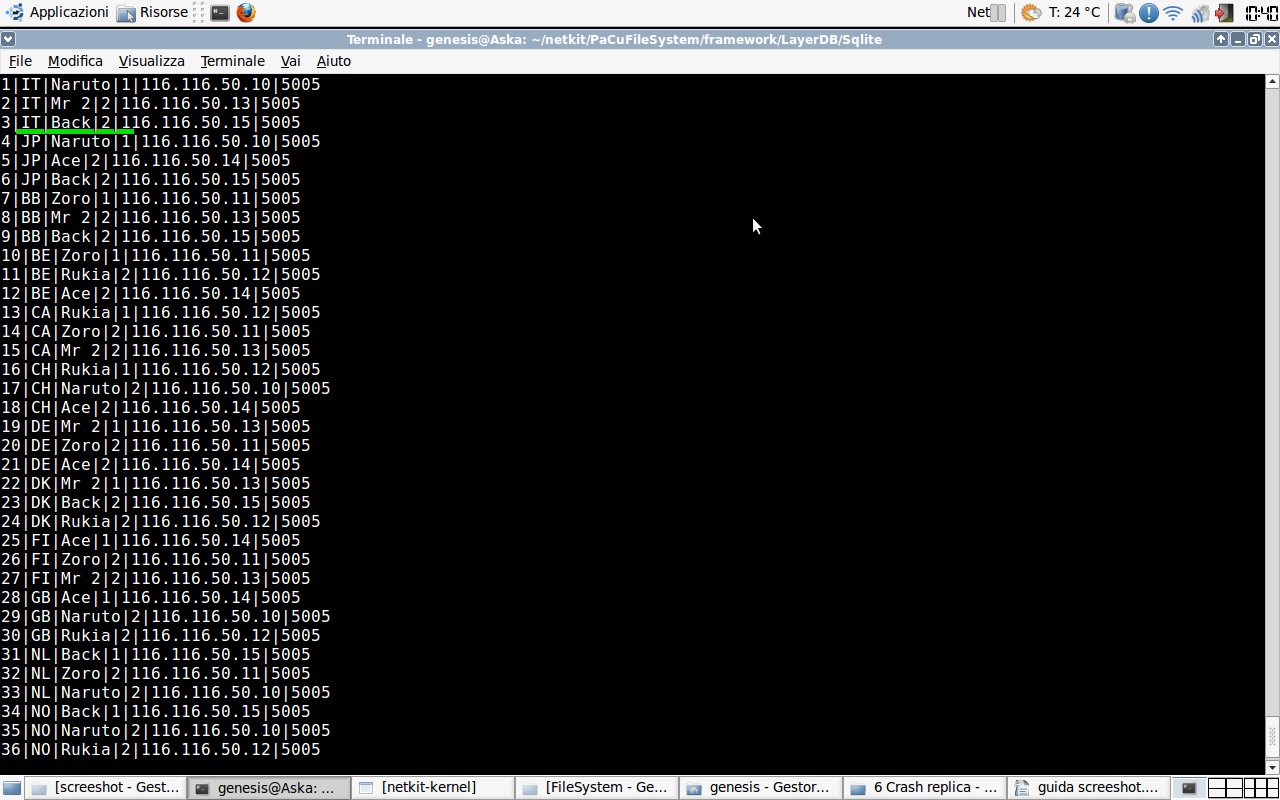 Applicazioni Risorse Net T: 24 °C 10:40
Terminale - genesis@Aska: ~/netkit/PaCuFileSystem/framework/LayerDB/Sqlite
File Modifica Visualizza Terminale Vai Aiuto
1|IT|Naruto|1|116.116.50.10|5005
2|IT|Mr 2|2|116.116.50.13|5005
3|IT|Back|2|116.116.50.15|5005
4|JP|Naruto|1|116.116.50.10|5005
5|JP|Ace|2|116.116.50.14|5005
6|JP|Back|2|116.116.50.15|5005
7|BB|Zoro|1|116.116.50.11|5005
8|BB|Mr 2|2|116.116.50.13|5005
9|BB|Back|2|116.116.50.15|5005
10|BE|Zoro|1|116.116.50.11|5005
11|BE|Rukia|2|116.116.50.12|5005
12|BE|Ace|2|116.116.50.14|5005
13|CA|Rukia|1|116.116.50.12|5005
14|CA|Zoro|2|116.116.50.11|5005
15|CA|Mr 2|2|116.116.50.13|5005
16|CH|Rukia|1|116.116.50.12|5005
17|CH|Naruto|2|116.116.50.10|5005
18|CH|Ace|2|116.116.50.14|5005
19|DE|Mr 2|1|116.116.50.13|5005
20|DE|Zoro|2|116.116.50.11|5005
21|DE|Ace|2|116.116.50.14|5005
22|DK|Mr 2|1|116.116.50.13|5005
23|DK|Back|2|116.116.50.15|5005
24|DK|Rukia|2|116.116.50.12|5005
25|FI|Ace|1|116.116.50.14|5005
26|FI|Zoro|2|116.116.50.11|5005
27|FI|Mr 2|2|116.116.50.13|5005
28|GB|Ace|1|116.116.50.14|5005
29|GB|Naruto|2|116.116.50.10|5005
30|GB|Rukia|2|116.116.50.12|5005
31|NL|Back|1|116.116.50.15|5005
32|NL|Zoro|2|116.116.50.11|5005
33|NL|Naruto|2|116.116.50.10|5005
34|NO|Back|1|116.116.50.15|5005
35|NO|Naruto|2|116.116.50.10|5005
36|NO|Rukia|2|116.116.50.12|5005
[screeshot - Gest... genesis@Aska: ... [netkit-kernel] [FileSystem - Ge... genesis - Gestor... 6 Crash replica - ... guida screeshot....